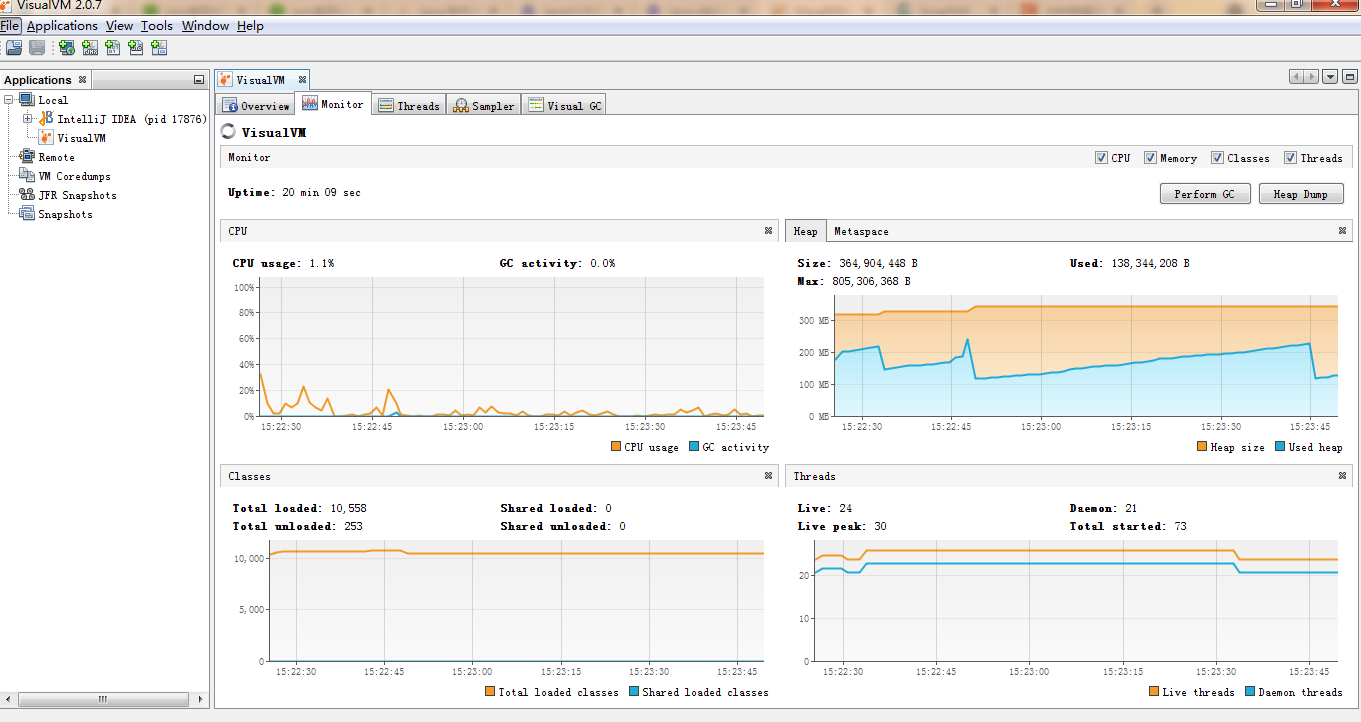 VisualVM 2.0.7
File Applications View Tools Window Help
Applications
Local
IntelliJ IDEA (pid 17876)
VisualVM
Remote
VM Coredumps
JFR Snapshots
Snapshots
VisualVM
Overview Monitor Threads Sampler Visual GC
VisualVM
Monitor CPU Memory Classes Threads
Uptime: 20 min 09 sec
Perform GC Heap Dump
CPU
CPU usage: 1.1% GC activity: 0.0%
100%
80%
60%
40%
20%
0%
15:22:30 15:22:45 15:23:00 15:23:15 15:23:30 15:23:45
CPU usage GC activity
Heap Metaspace
Size: 364,904,448 B Used: 138,344,208 B
Max: 805,306,368 B
300 MB
200 MB
100 MB
0 MB
15:22:30 15:22:45 15:23:00 15:23:15 15:23:30 15:23:45
Heap size Used heap
Classes
Total loaded: 10,558 Shared loaded: 0
Total unloaded: 253 Shared unloaded: 0
10,000
5,000
0
15:22:30 15:22:45 15:23:00 15:23:15 15:23:30 15:23:45
Total loaded classes Shared loaded classes
Threads
Live: 24 Daemon: 21
Live peak: 30 Total started: 73
20
10
0
15:22:30 15:22:45 15:23:00 15:23:15 15:23:30 15:23:45
Live threads Daemon threads